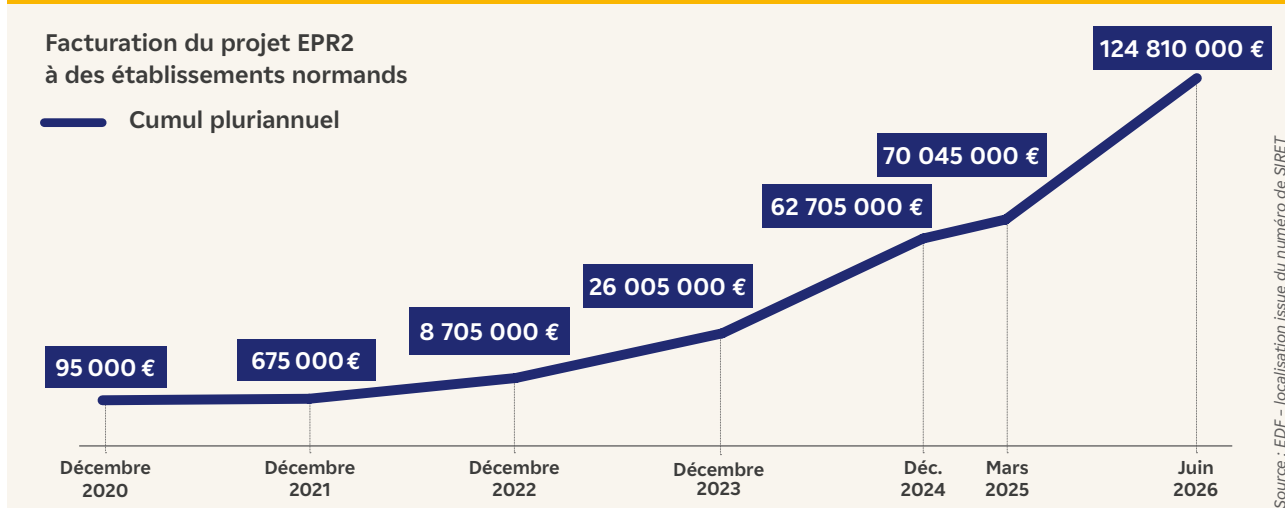 Facturation du projet EPR2
à des établissements normands
Cumul pluriannuel
95 000 €
675 000 €
8 705 000 €
26 005 000 €
62 705 000 €
70 045 000 €
124 810 000 €
Décembre
2020
Décembre
2021
Décembre
2022
Décembre
2023
Déc.
2024
Mars
2025
Juin
2026
Source : EDF - localisation issue du numéro de SIRET